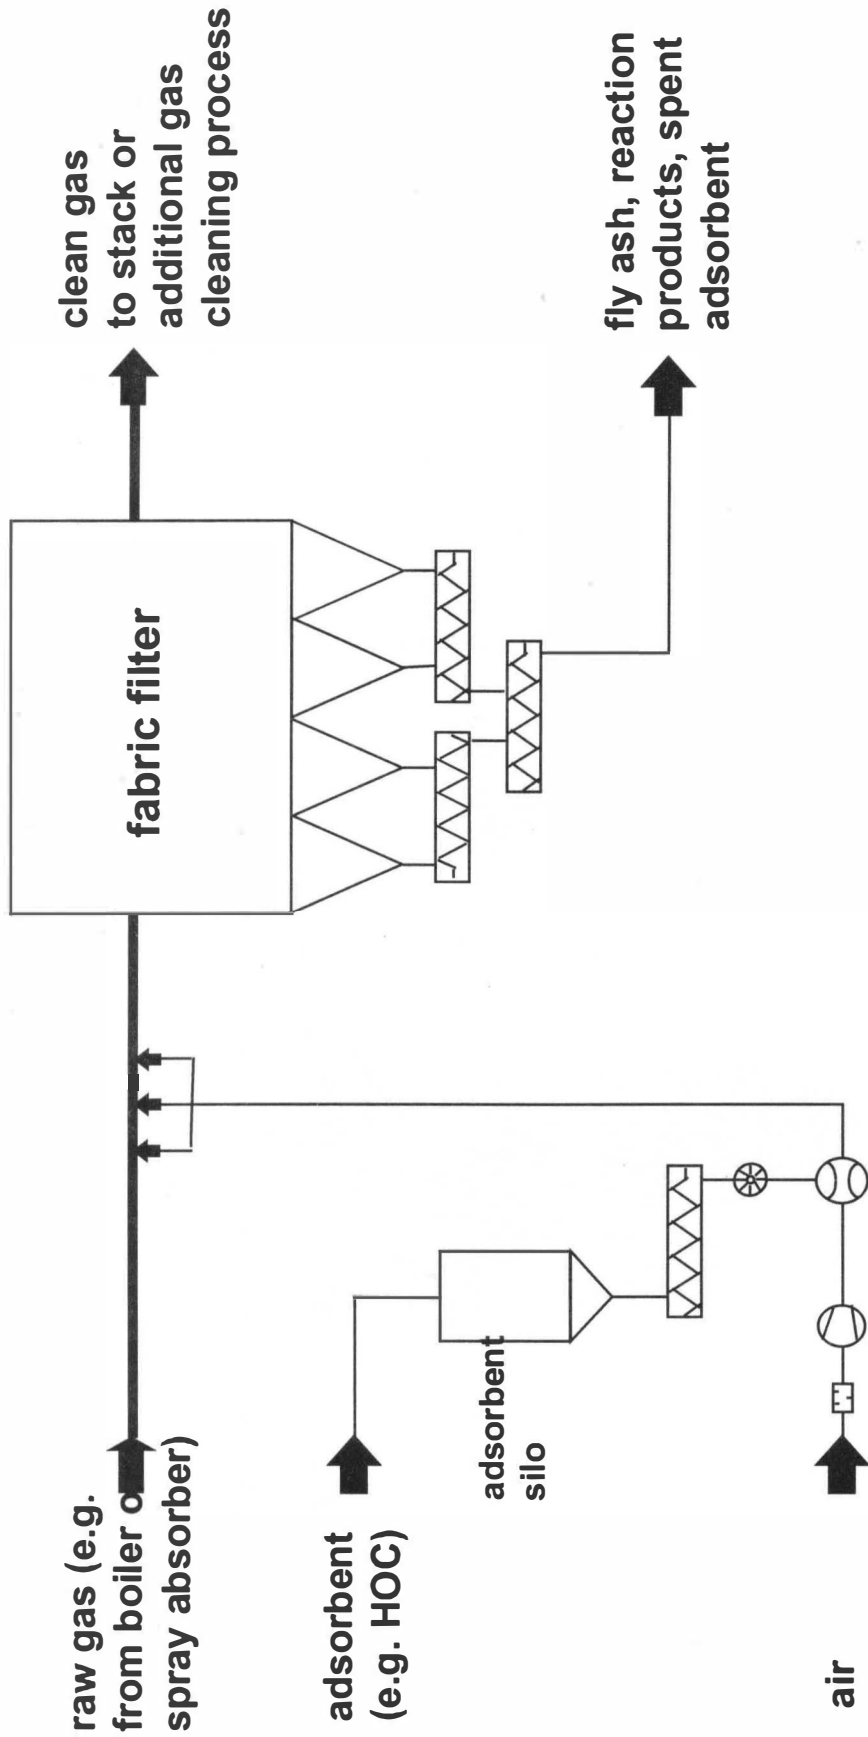 raw gas (e.g.
from boiler o
spray absorber)
adsorbent
(e.g. HOC)
air
adsorbent
silo
fabric filter
clean gas
to stack or
additional gas
cleaning process
fly ash, reaction
products, spent
adsorbent